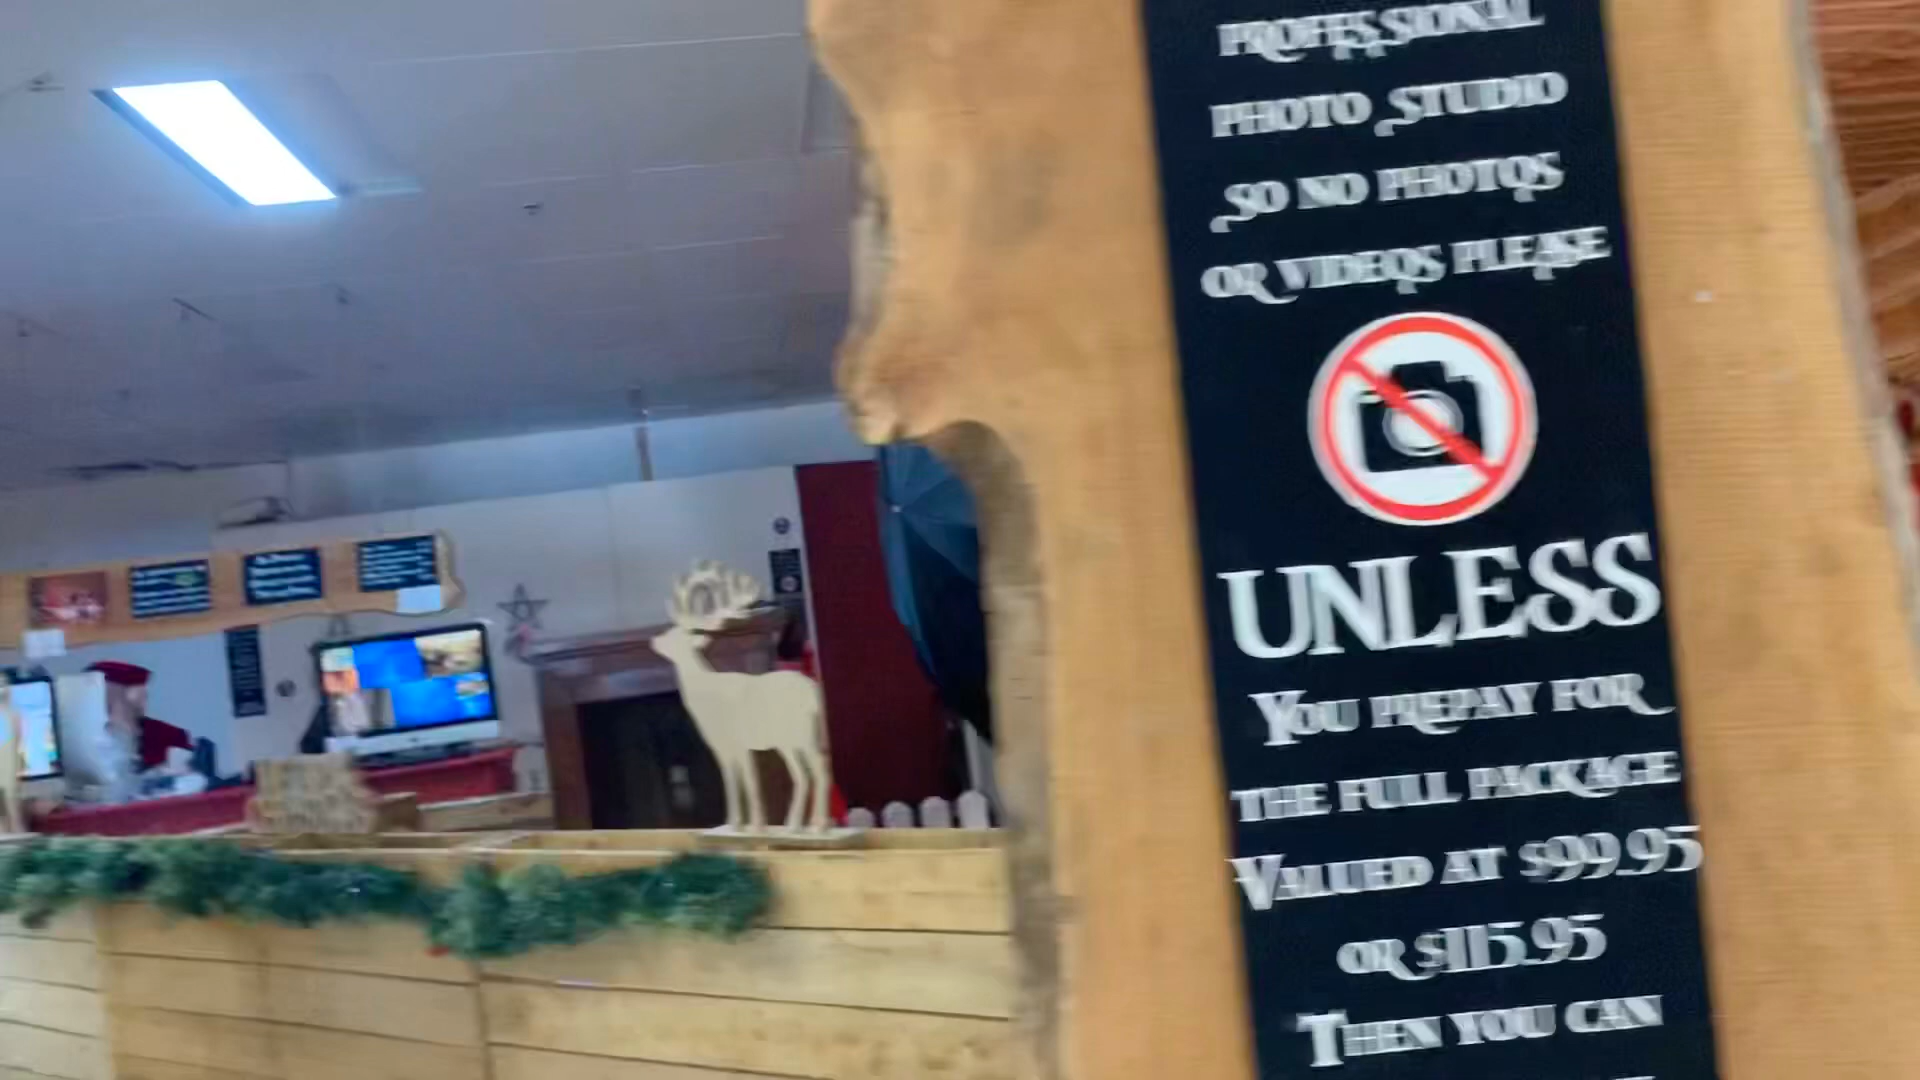 PROFESSIONAL
PHOTO STUDIO
SO NO PHOTOS
OR VIDEOS PLEASE
UNLESS
YOU PREPAY FOR
THE FULL PACKAGE
VALUED AT $99.95
OR $115.95
THEN YOU CAN